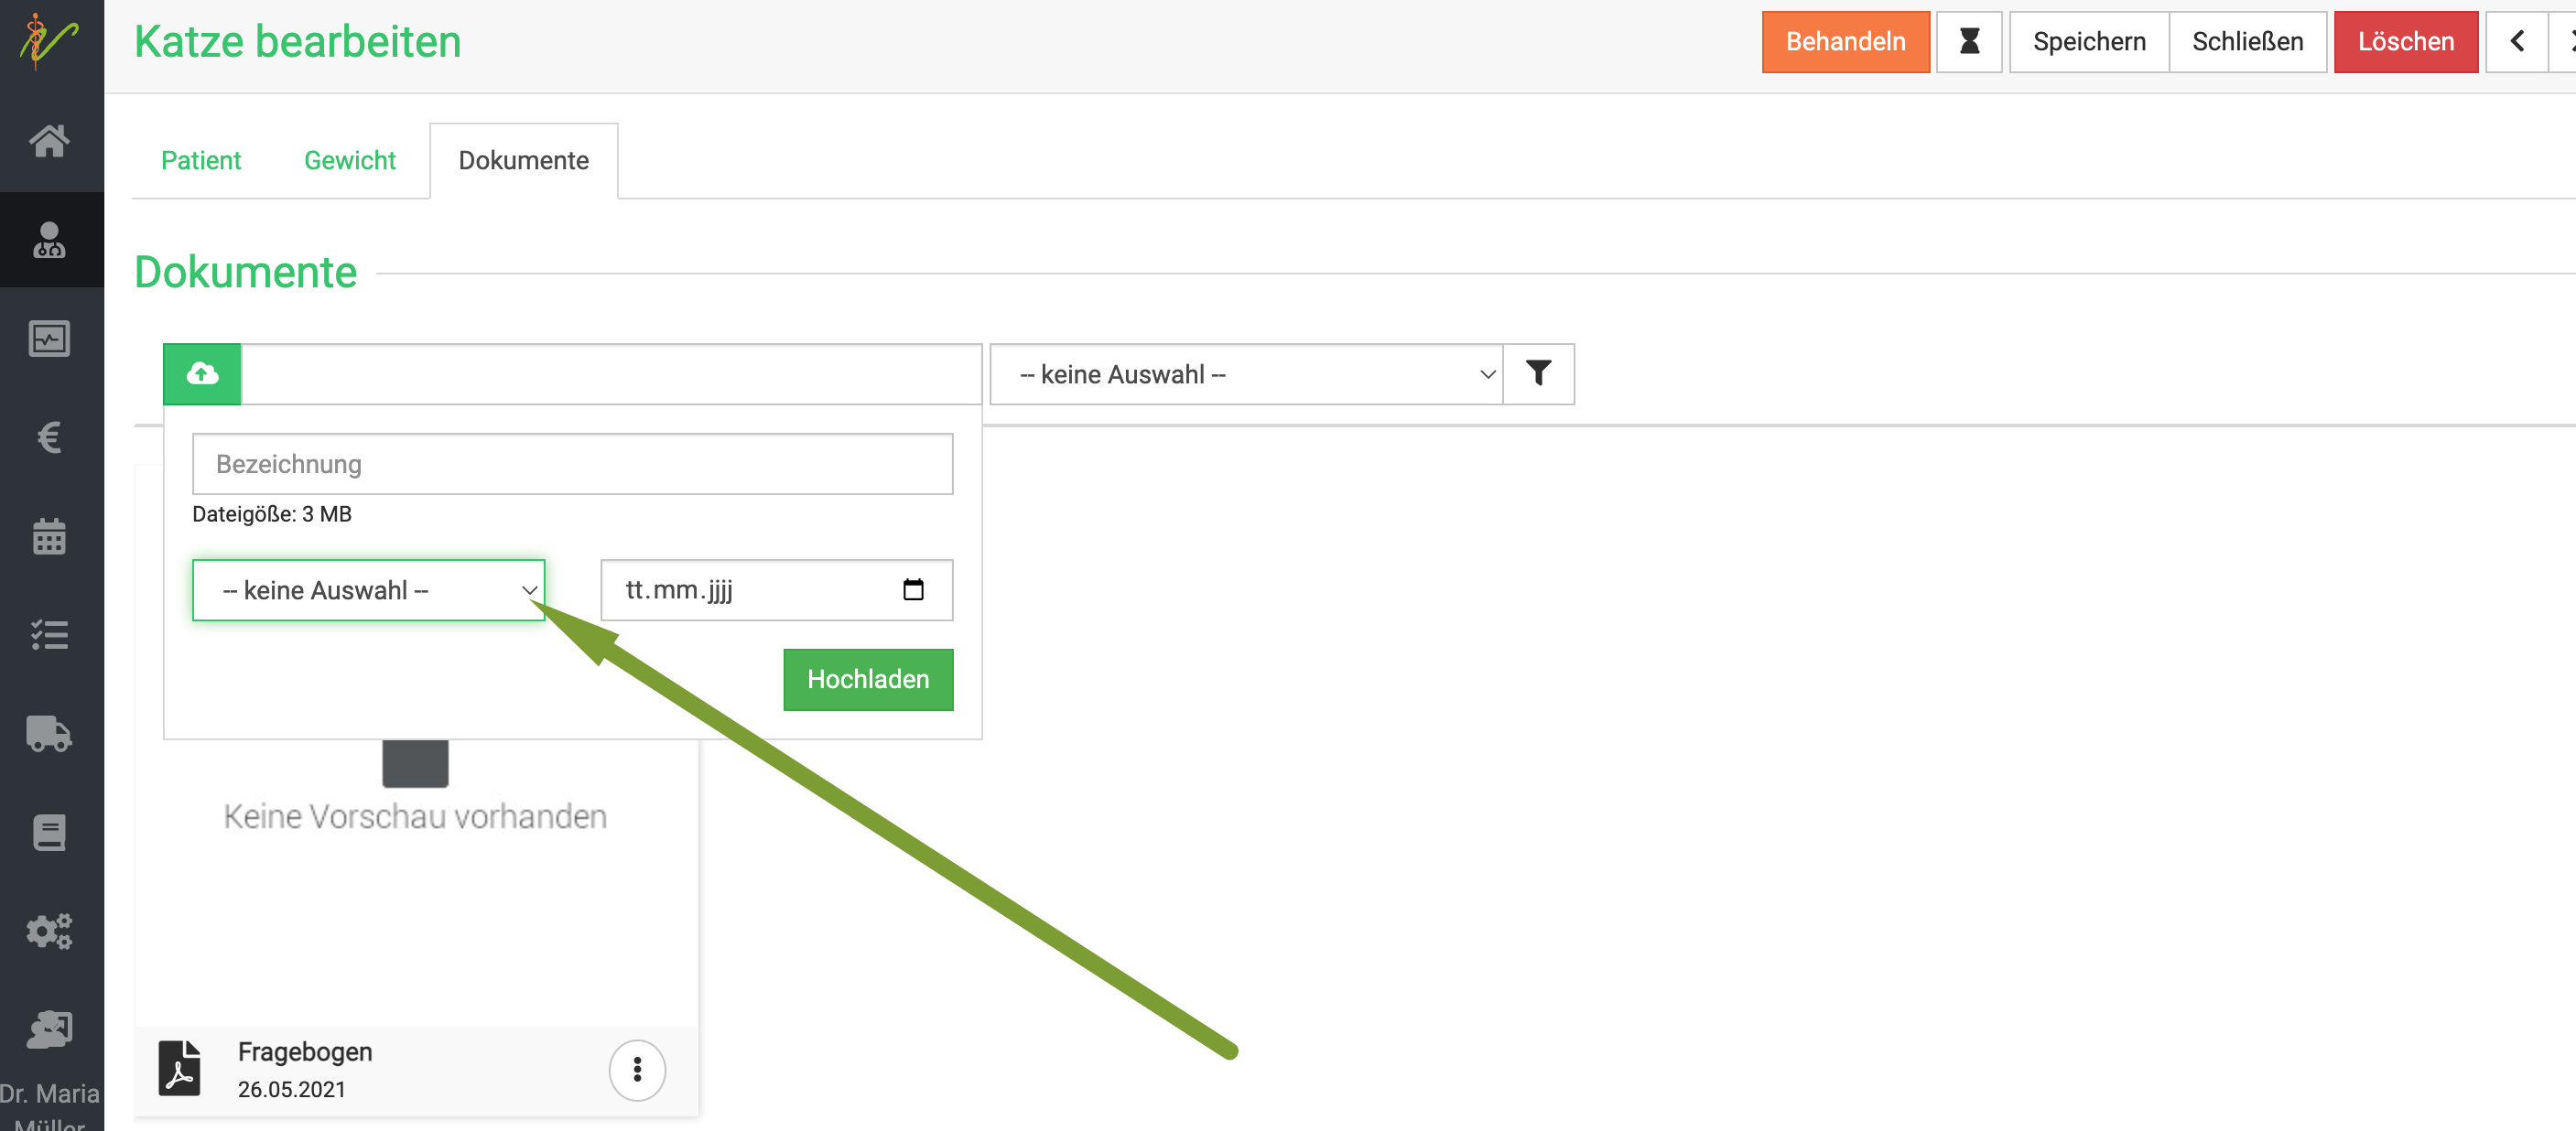 Katze bearbeiten
Behandeln
Speichern
Schließen
Löschen
Patient
Gewicht
Dokumente
Dokumente
-- keine Auswahl --
Bezeichnung
Dateigöße: 3 MB
-- keine Auswahl --
tt.mm.jjjj
Hochladen
Keine Vorschau vorhanden
Fragebogen
26.05.2021
Dr. Maria
Müller